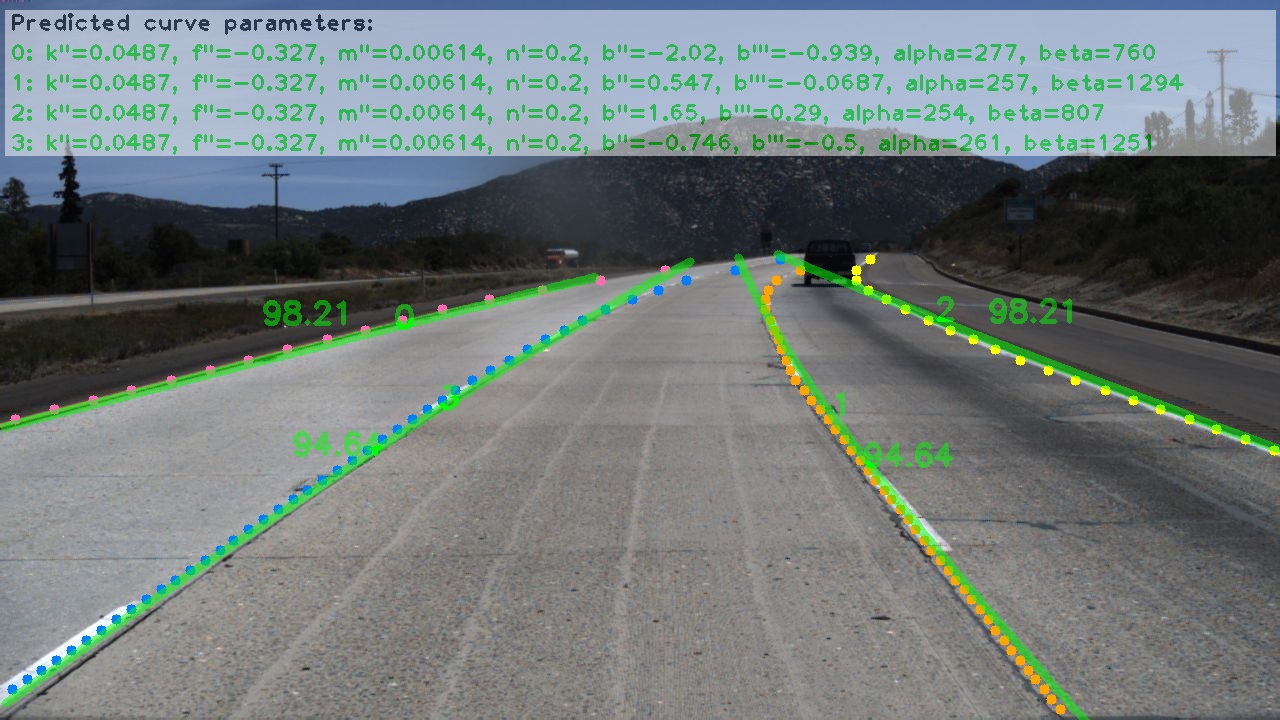 Predicted curve parameters:
0: k''=0.0487, f''=−0.327, m''=0.00614, n'=0.2, b''=−2.02, b'''=−0.939, alpha=277, beta=760
1: k''=0.0487, f''=−0.327, m''=0.00614, n'=0.2, b''=0.547, b'''=−0.0687, alpha=257, beta=1294
2: k''=0.0487, f''=−0.327, m''=0.00614, n'=0.2, b''=1.65, b'''=0.29, alpha=254, beta=807
3: k''=0.0487, f''=−0.327, m''=0.00614, n'=0.2, b''=−0.746, b'''=−0.5, alpha=261, beta=1251
98.21 0 2 98.21
3 1
94.64 94.64